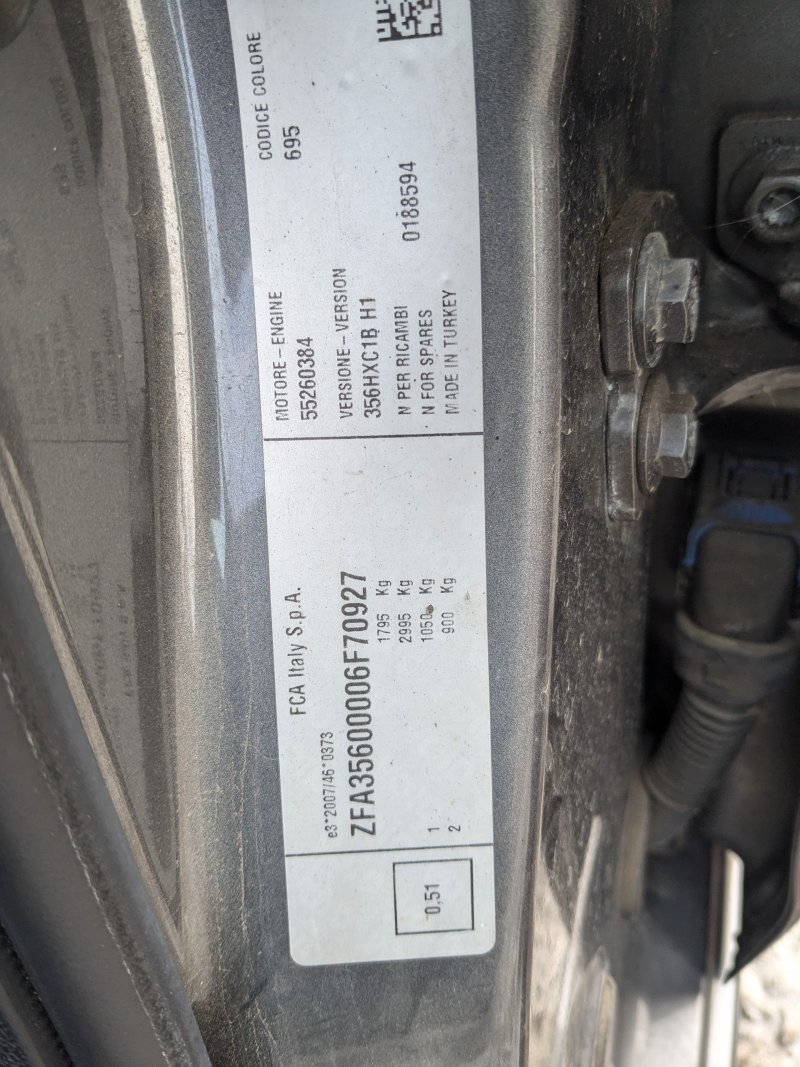 FCA Italy S.p.A.
e3*2007/46*0373
ZFA35600006F70927
1795 Kg
2995 Kg
1 1050 Kg
2 900 Kg
0,51
MOTORE - ENGINE
55260384
VERSIONE - VERSION
356HXC1B H1
N PER RICAMBI
N FOR SPARES 0188594
MADE IN TURKEY
CODICE COLORE
695